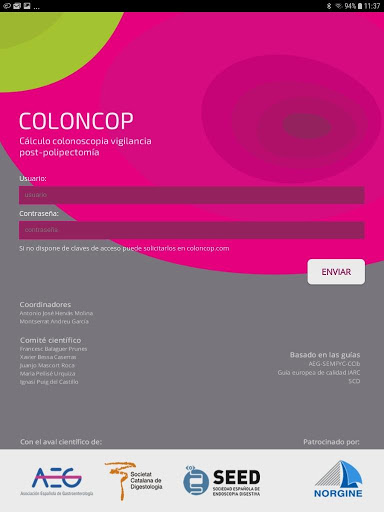 ... 94% 11:37
COLONCOP
Cálculo colonoscopia vigilancia
post-polipectomía
Usuario:
usuario
Contraseña:
contraseña
Si no dispone de claves de acceso puede solicitarlos en coloncop.com
ENVIAR
Coordinadores
Antonio José Hervás Molina
Montserrat Andreu García
Comité científico
Francesc Balaguer Prunes
Xavier Bessa Caserras
Juanjo Mascort Roca
Maria Pellisé Urquiza
Ignasi Puig del Castillo
Basado en las guías
AEG-SEMFYC-CCib
Guía europea de calidad IARC
SCD
Con el aval científico de:
Patrocinado por:
AEG
Asociación Española de Gastroenterología
Societat
Catalana de
Digestologia
SEED
SOCIEDAD ESPAÑOLA DE
ENDOSCOPIA DIGESTIVA
NORGINE